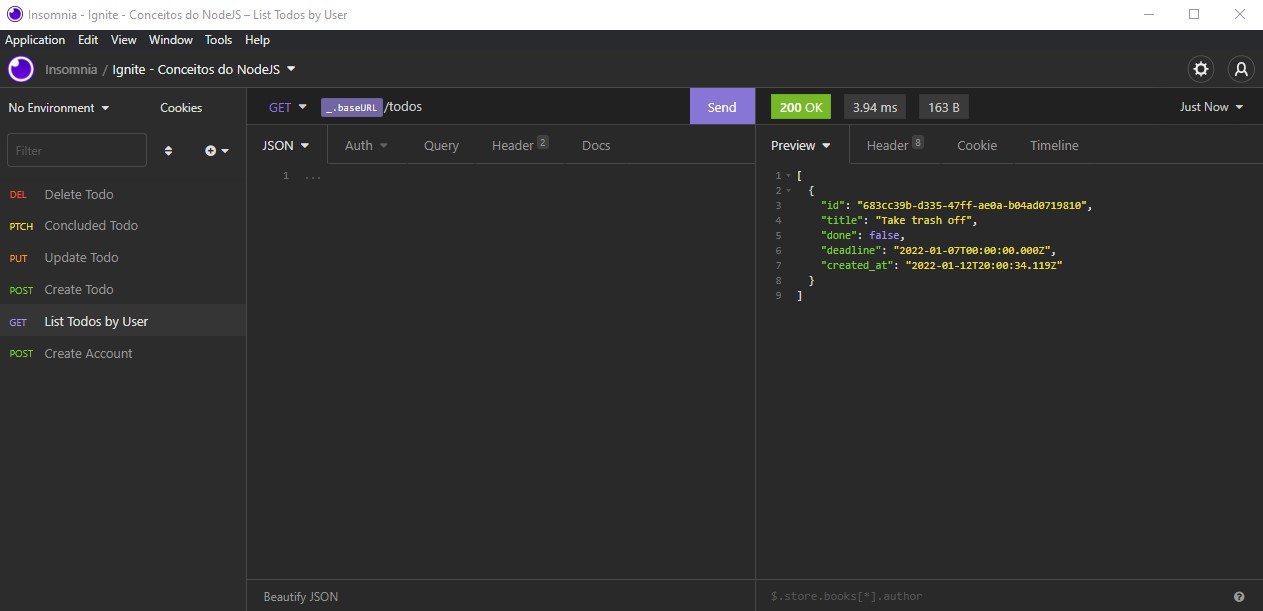 Insomnia - Ignite - Conceitos do NodeJS – List Todos by User
Application Edit View Window Tools Help
Insomnia / Ignite - Conceitos do NodeJS
No Environment Cookies
GET _.baseURL /todos Send
200 OK 3.94 ms 163 B Just Now
Filter
JSON Auth Query Header 2 Docs
Preview Header 8 Cookie Timeline
DEL Delete Todo
PTCH Concluded Todo
PUT Update Todo
POST Create Todo
GET List Todos by User
POST Create Account
1 ...
1 [
2 {
3 "id": "683cc39b-d335-47ff-ae0a-b04ad0719810",
4 "title": "Take trash off",
5 "done": false,
6 "deadline": "2022-01-07T00:00:00.000Z",
7 "created_at": "2022-01-12T20:00:34.119Z"
8 }
9 ]
Beautify JSON
$.store.books[*].author